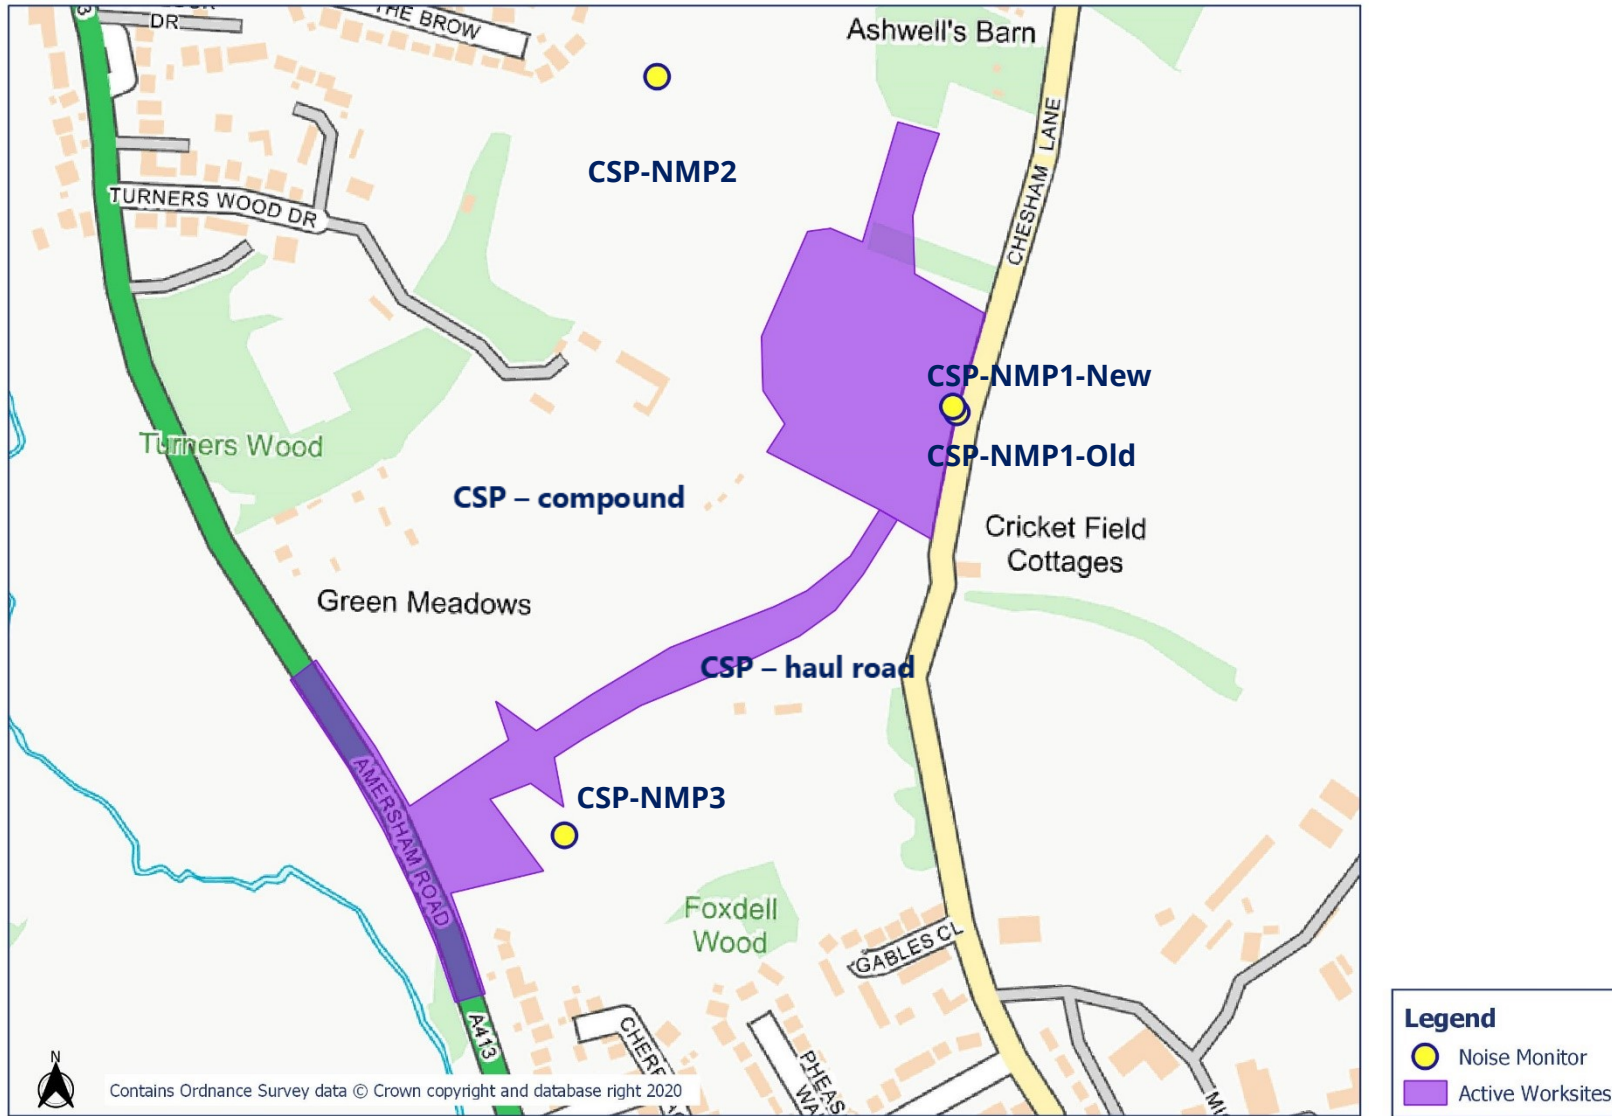 DR
THE BROW
Ashwell's Barn
CSP-NMP2
CHESHAM LANE
TURNERS WOOD DR
CSP-NMP1-New
Turners Wood
CSP-NMP1-Old
CSP – compound
Cricket Field
Cottages
Green Meadows
CSP – haul road
AMERSHAM ROAD
CSP-NMP3
Foxdell
Wood
GABLES CL
A413
N
Contains Ordnance Survey data © Crown copyright and database right 2020
Legend
Noise Monitor
Active Worksites